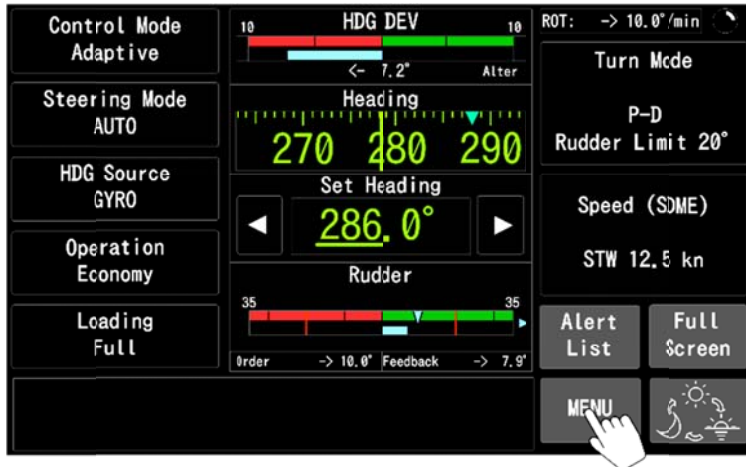 Control Mode
Adaptive
Steering Mode
AUTO
HDG Source
GYRO
Operation
Economy
Loading
Full
10 HDG DEV 10
<- 7.2° Alter
Heading
270 280 290
Set Heading
286.0°
Rudder
35 35
Order -> 10.0° Feedback -> 7.9°
ROT: -> 10.0°/min
Turn Mode
P-D
Rudder Limit 20°
Speed (SDME)
STW 12.5 kn
Alert
List
Full
Screen
MENU